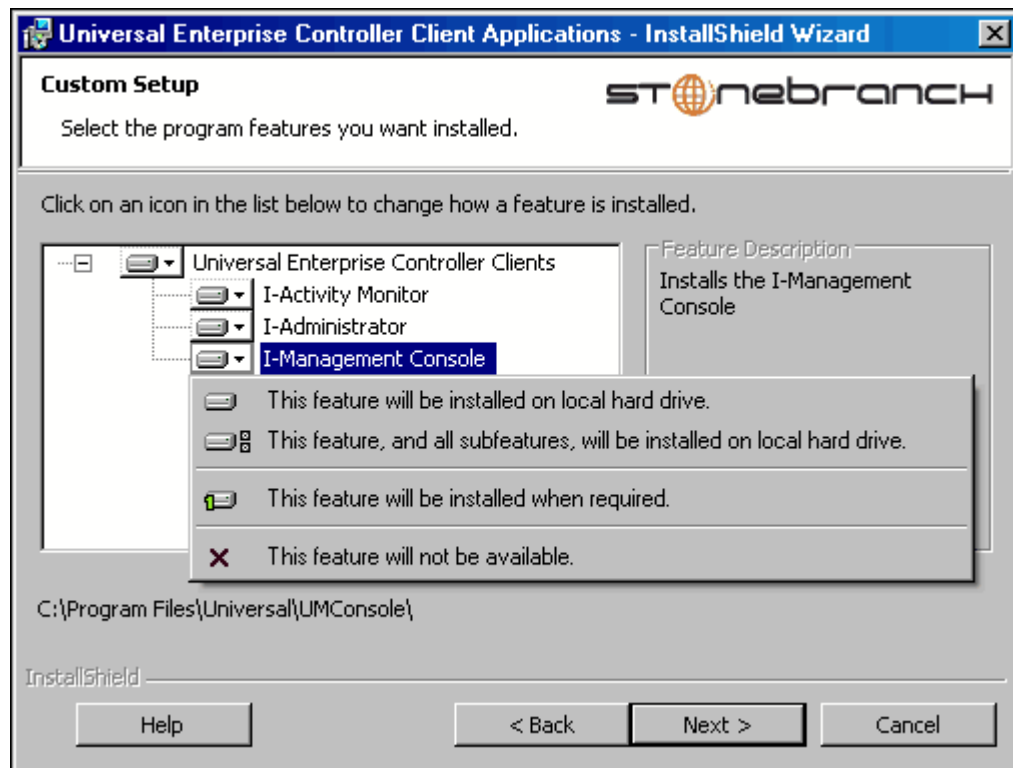 Universal Enterprise Controller Client Applications - InstallShield Wizard
Custom Setup
STONEBRANCH
Select the program features you want installed.
Click on an icon in the list below to change how a feature is installed.
Universal Enterprise Controller Clients
I-Activity Monitor
I-Administrator
I-Management Console
Feature Description
Installs the I-Management
Console
This feature will be installed on local hard drive.
This feature, and all subfeatures, will be installed on local hard drive.
This feature will be installed when required.
This feature will not be available.
C:\Program Files\Universal\UMConsole\
InstallShield
Help
< Back
Next >
Cancel